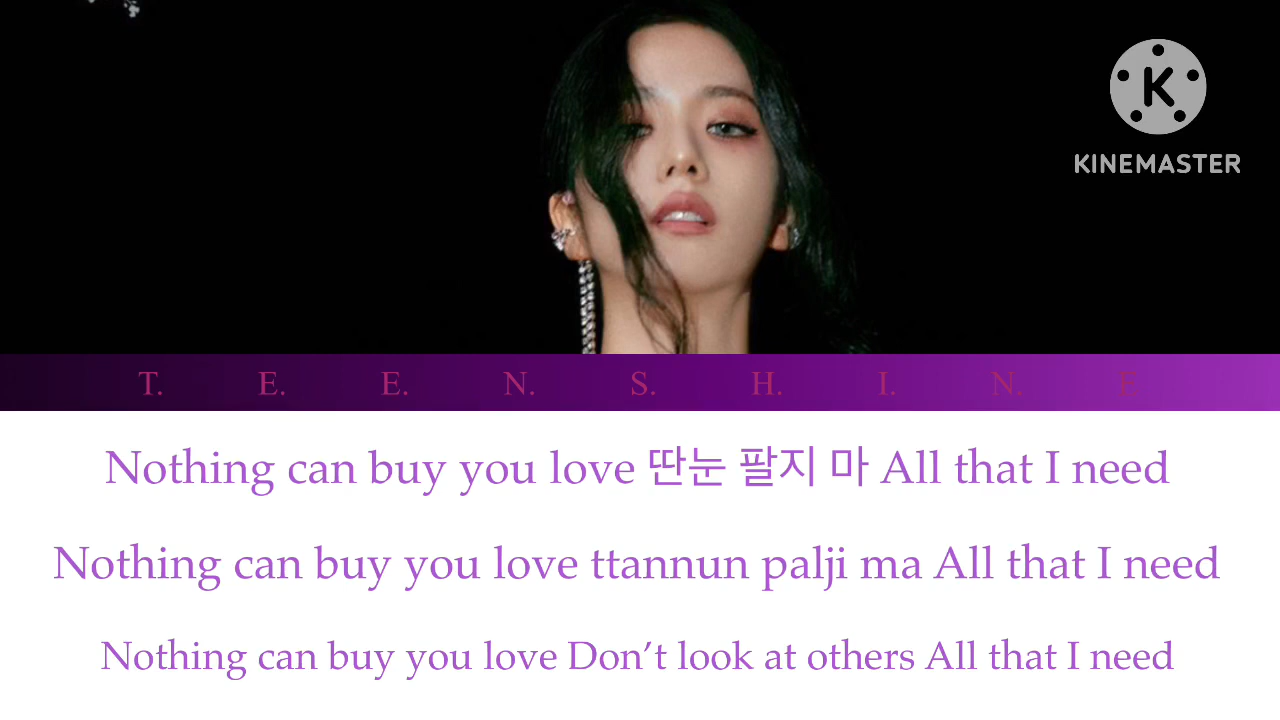 KINEMASTER
T. E. E. N. S. H. I. N. E
Nothing can buy you love 딴눈 팔지 마 All that I need
Nothing can buy you love ttannun palji ma All that I need
Nothing can buy you love Don’t look at others All that I need